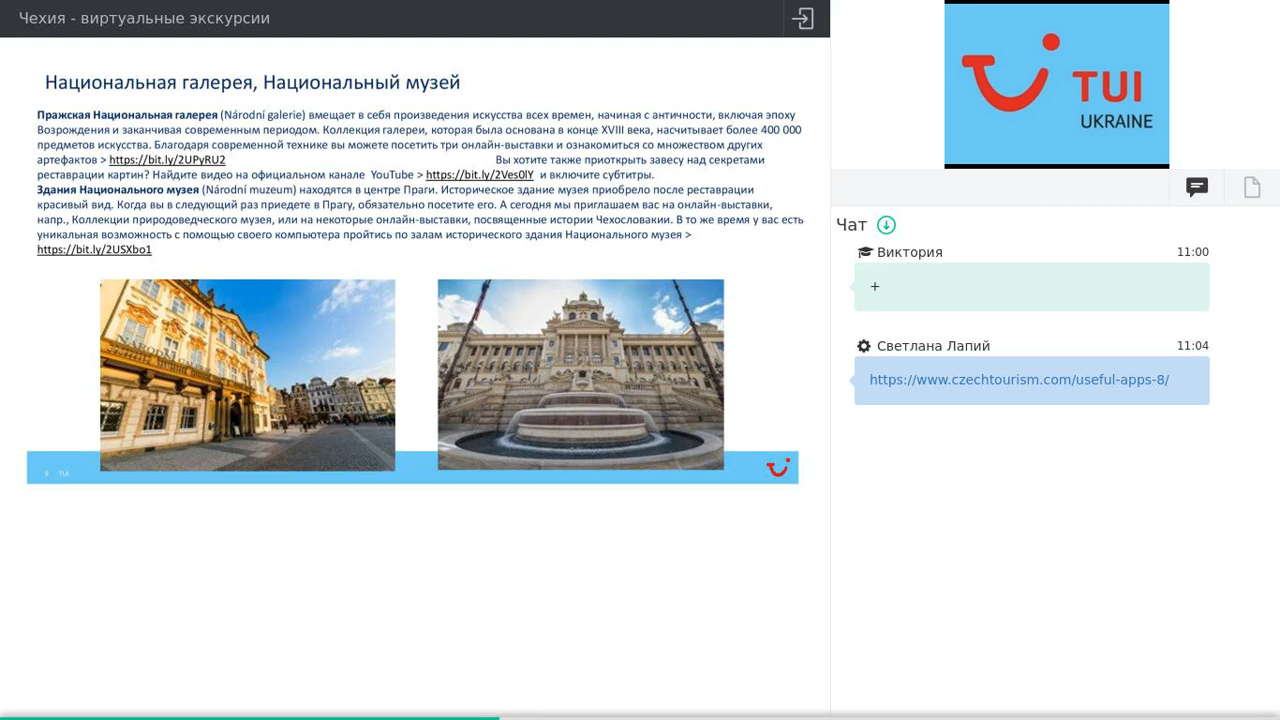 Чехия - виртуальные экскурсии
Национальная галерея, Национальный музей
Пражская Национальная галерея (Národní galerie) вмещает в себя произведения искусства всех времен, начиная с античности, включая эпоху
Возрождения и заканчивая современным периодом. Коллекция галереи, которая была основана в конце XVIII века, насчитывает более 400 000
предметов искусства. Благодаря современной технике вы можете посетить три онлайн-выставки и ознакомиться со множеством других
артефактов > https://bit.ly/2UPyRU2 Вы хотите также приоткрыть завесу над секретами
реставрации картин? Найдите видео на официальном канале YouTube > https://bit.ly/2Ves0lY и включите субтитры.
Здания Национального музея (Národní muzeum) находятся в центре Праги. Историческое здание музея приобрело после реставрации
красивый вид. Когда вы в следующий раз приедете в Прагу, обязательно посетите его. А сегодня мы приглашаем вас на онлайн-выставки,
напр., Коллекции природоведческого музея, или на некоторые онлайн-выставки, посвященные истории Чехословакии. В то же время у вас есть
уникальная возможность с помощью своего компьютера пройтись по залам исторического здания Национального музея >
https://bit.ly/2USXbo1
9 TUI
TUI
UKRAINE
Чат
Виктория 11:00
+
Светлана Лапий 11:04
https://www.czechtourism.com/useful-apps-8/